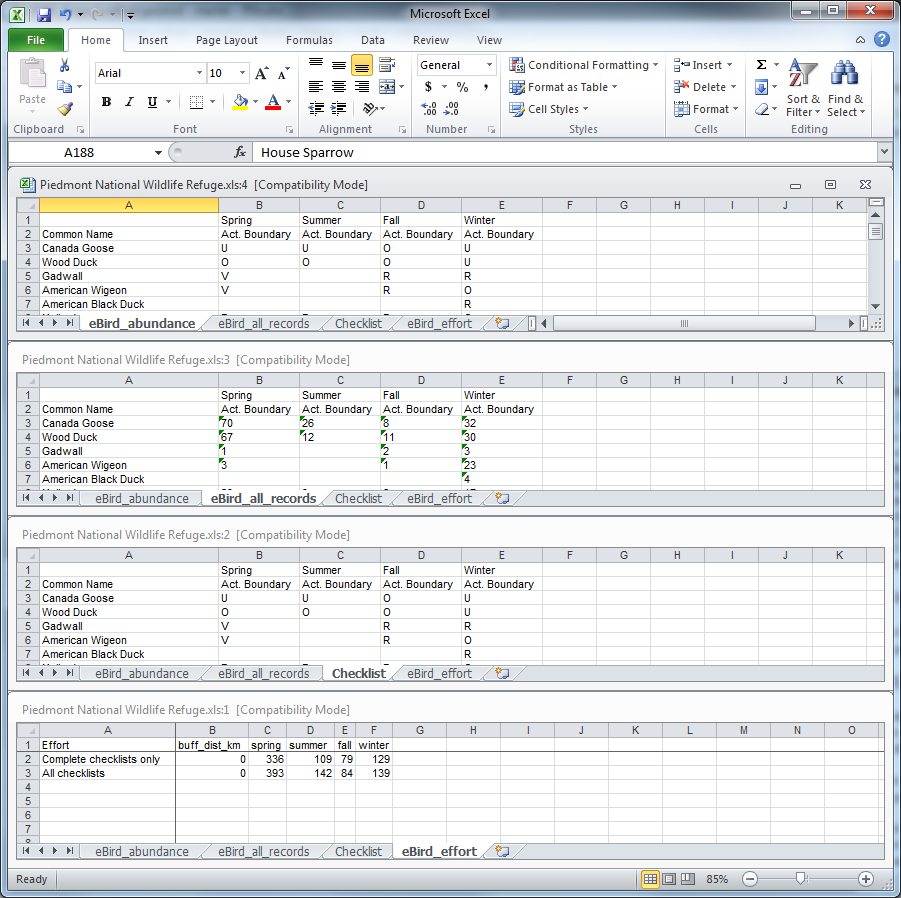 Microsoft Excel
File Home Insert Page Layout Formulas Data Review View
Paste
Arial 10
General
Conditional Formatting
Format as Table
Cell Styles
Insert
Delete
Format
Sort & Filter
Find & Select
Clipboard Font Alignment Number Styles Cells Editing
A188 fx House Sparrow
Piedmont National Wildlife Refuge.xls:4 [Compatibility Mode]
A B C D E F G H I J K
1 Spring Summer Fall Winter
2 Common Name Act. Boundary Act. Boundary Act. Boundary Act. Boundary
3 Canada Goose U U O U
4 Wood Duck O O O U
5 Gadwall V R R
6 American Wigeon V R O
7 American Black Duck R
eBird_abundance eBird_all_records Checklist eBird_effort
Piedmont National Wildlife Refuge.xls:3 [Compatibility Mode]
A B C D E F G H I J K
1 Spring Summer Fall Winter
2 Common Name Act. Boundary Act. Boundary Act. Boundary Act. Boundary
3 Canada Goose 70 26 8 32
4 Wood Duck 67 12 11 30
5 Gadwall 1 2 3
6 American Wigeon 3 1 23
7 American Black Duck 4
eBird_abundance eBird_all_records Checklist eBird_effort
Piedmont National Wildlife Refuge.xls:2 [Compatibility Mode]
A B C D E F G H I J K
1 Spring Summer Fall Winter
2 Common Name Act. Boundary Act. Boundary Act. Boundary Act. Boundary
3 Canada Goose U U O U
4 Wood Duck O O O U
5 Gadwall V R R
6 American Wigeon V R O
7 American Black Duck R
eBird_abundance eBird_all_records Checklist eBird_effort
Piedmont National Wildlife Refuge.xls:1 [Compatibility Mode]
A B C D E F G H I J K L M N O
1 Effort buff_dist_km spring summer fall winter
2 Complete checklists only 0 336 109 79 129
3 All checklists 0 393 142 84 139
4
5
6
7
8
eBird_abundance eBird_all_records Checklist eBird_effort
Ready 85%